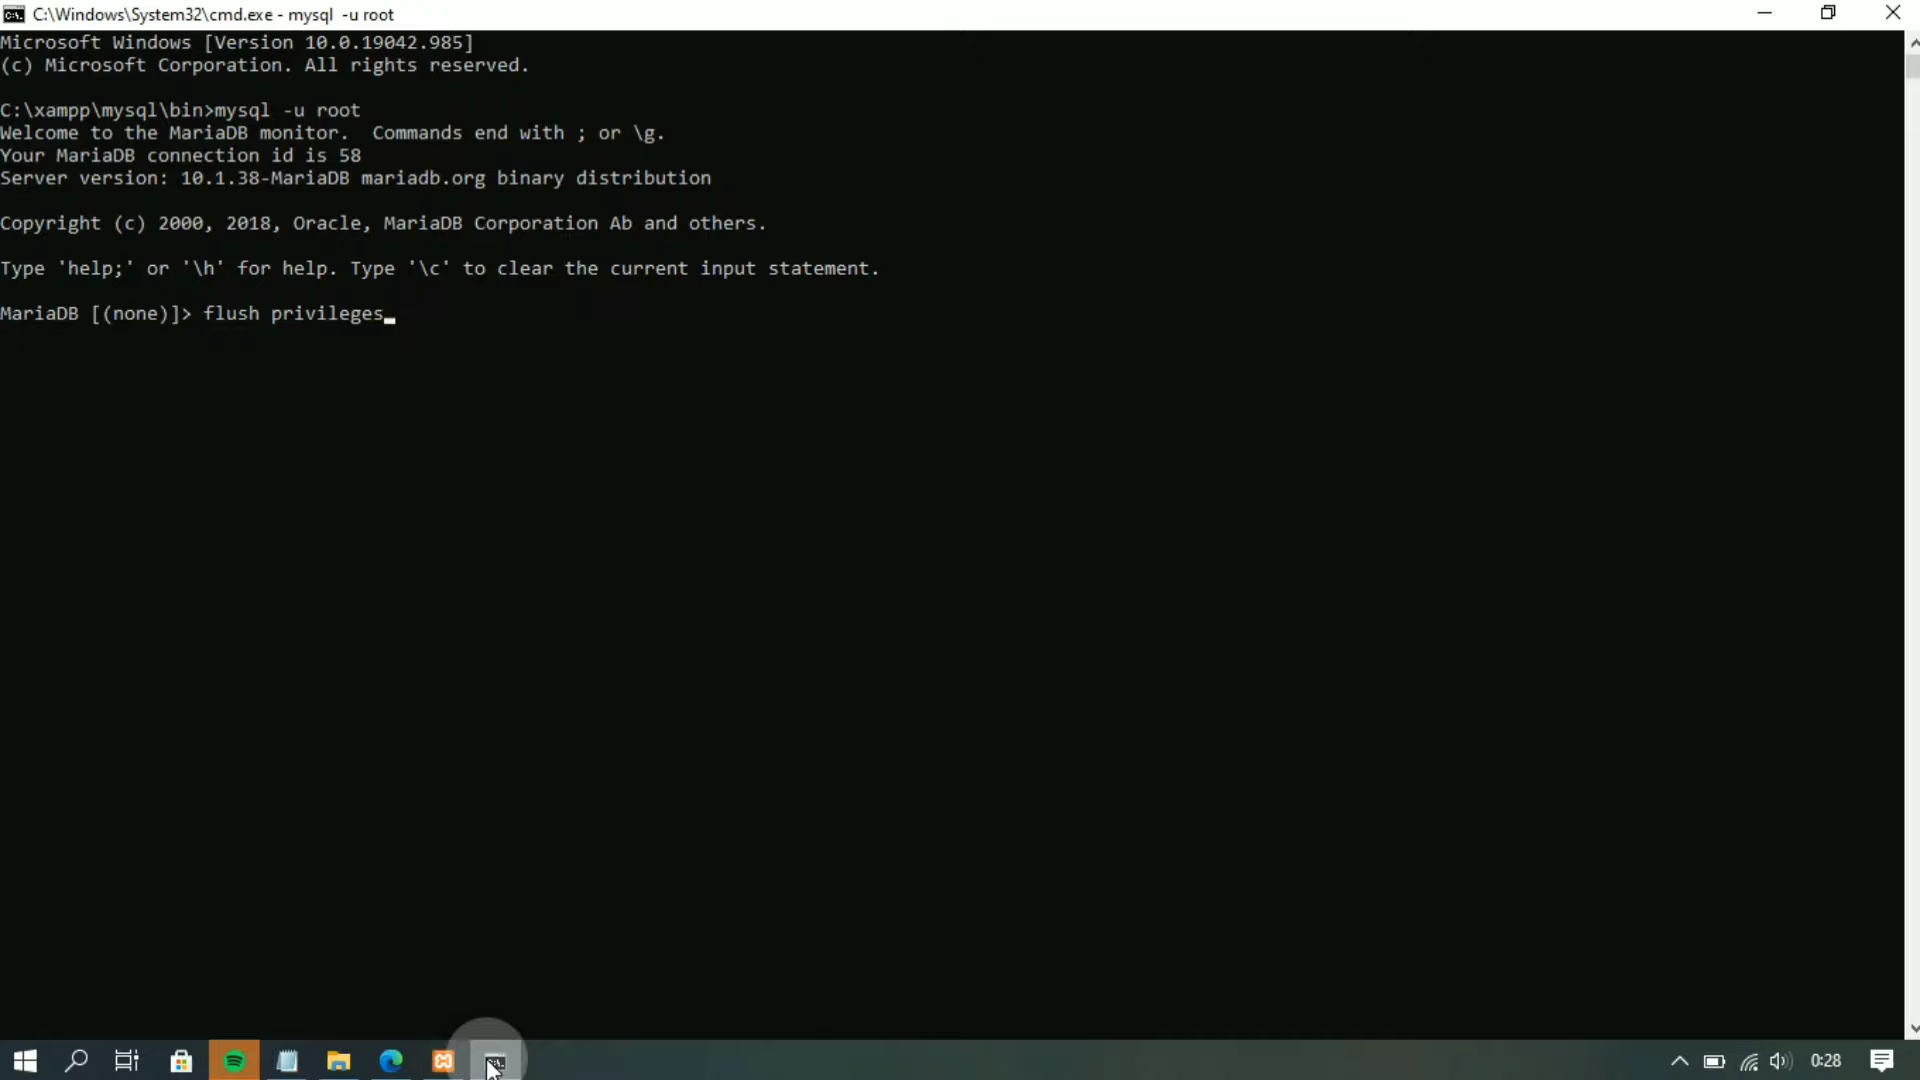 C:\Windows\System32\cmd.exe - mysql  -u root
Microsoft Windows [Version 10.0.19042.985]
(c) Microsoft Corporation. All rights reserved.
C:\xampp\mysql\bin>mysql -u root
Welcome to the MariaDB monitor.  Commands end with ; or \g.
Your MariaDB connection id is 58
Server version: 10.1.38-MariaDB mariadb.org binary distribution
Copyright (c) 2000, 2018, Oracle, MariaDB Corporation Ab and others.
Type 'help;' or '\h' for help. Type '\c' to clear the current input statement.
MariaDB [(none)]> flush privileges
0:28